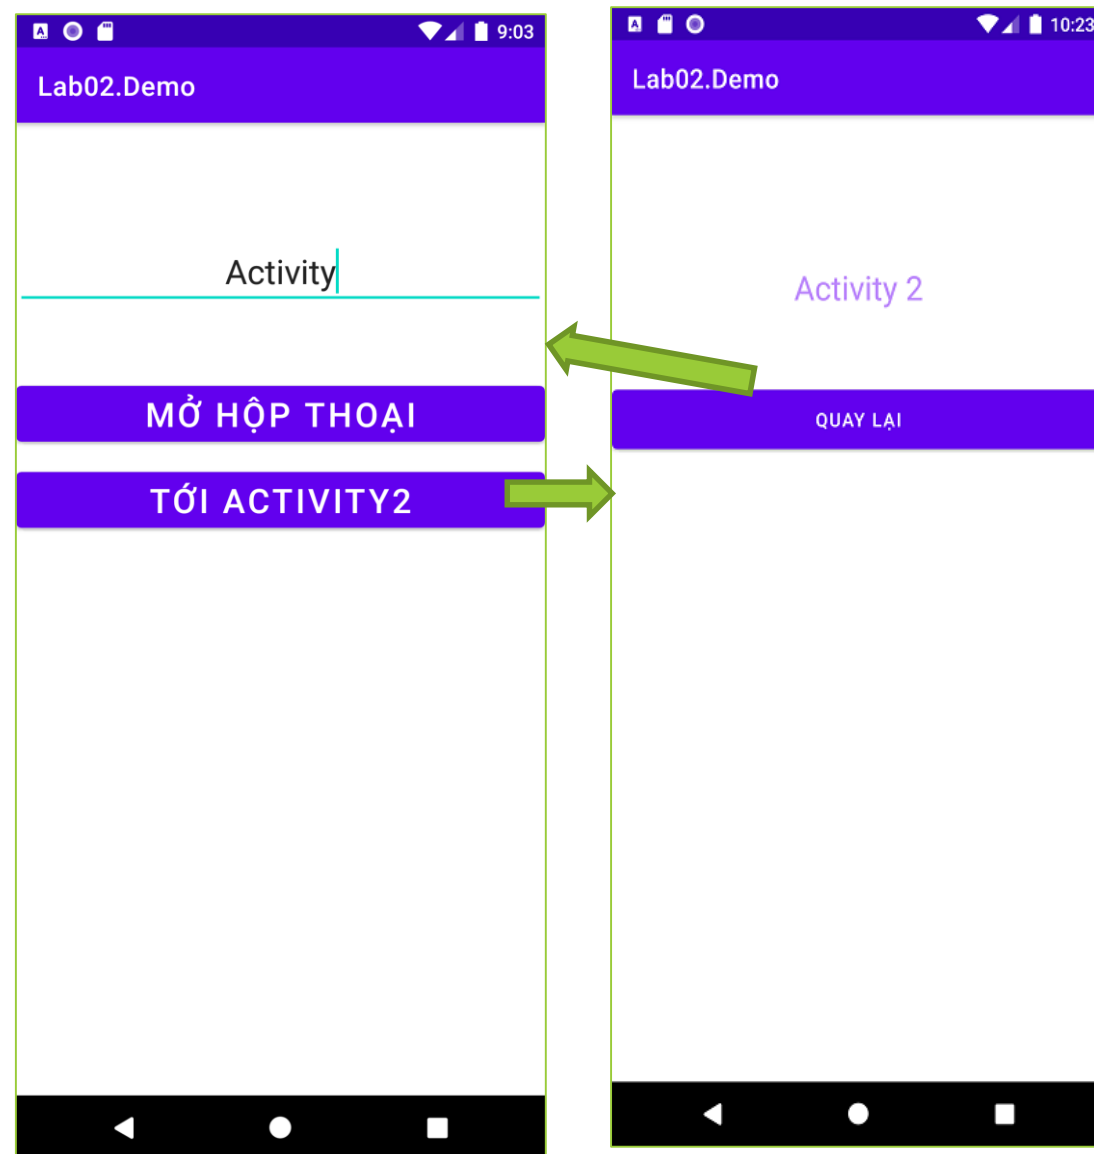 9:03
Lab02.Demo
Activity
MỞ HỘP THOẠI
TỚI ACTIVITY2
10:23
Lab02.Demo
Activity 2
QUAY LẠI